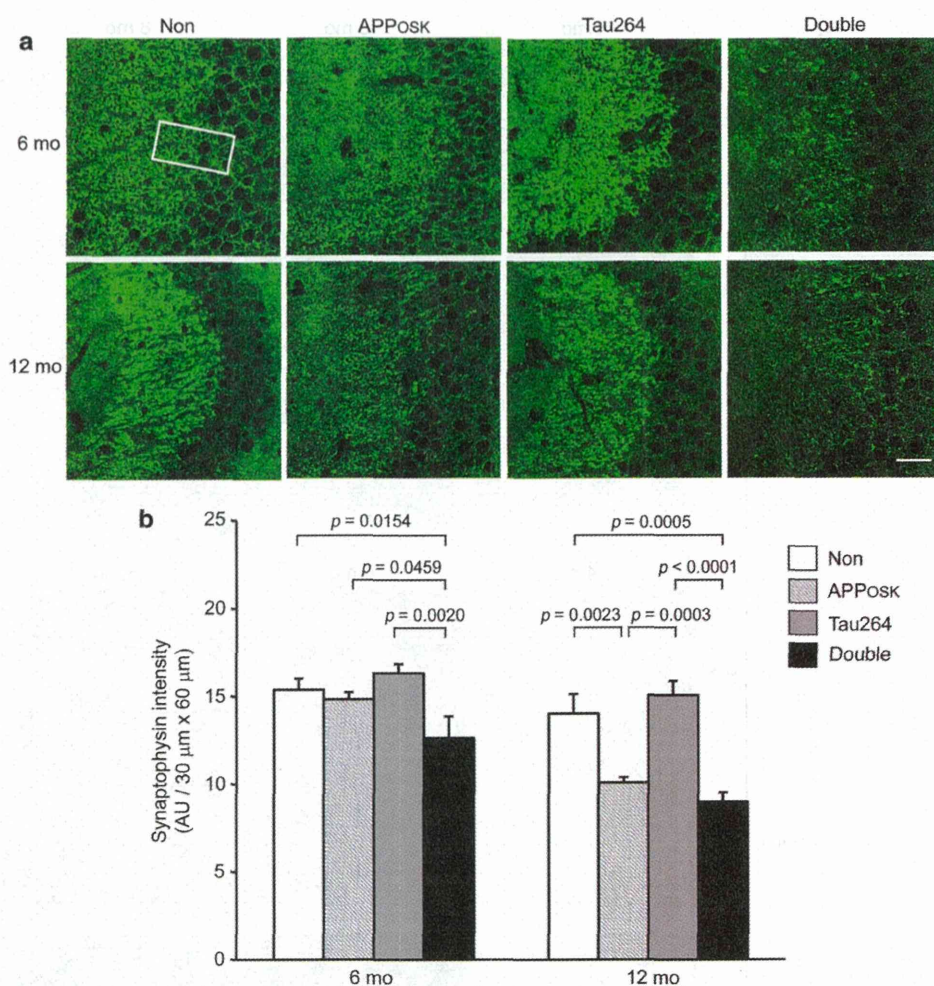 Non APPOSK Tau264 Double
a
6 mo
12 mo
b
Synaptophysin intensity
(AU / 30 μm x 60 μm)
25
20
15
10
5
0
p = 0.0154
p = 0.0459
p = 0.0020
p = 0.0005
p < 0.0001
p = 0.0023 p = 0.0003
Non
APPOSK
Tau264
Double
6 mo 12 mo